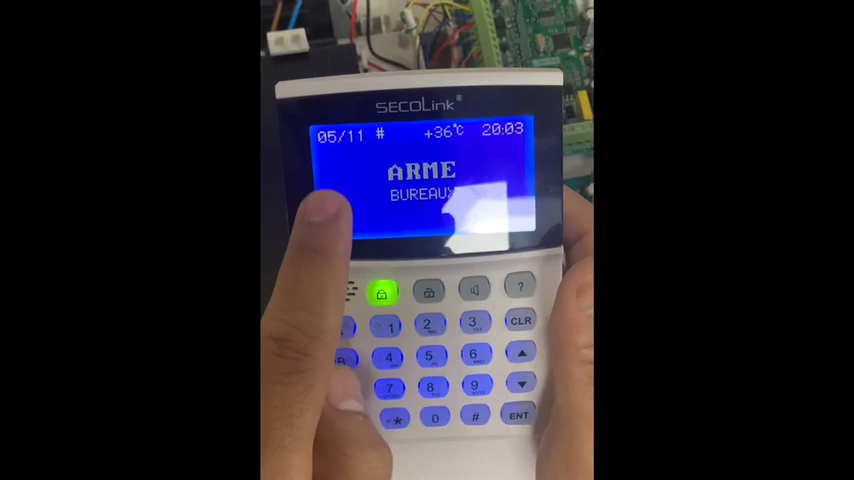 SECOLink®
05/11 # +36°C 20:03
ARME
BUREAUX
?
1 2 3 CLR
B 4 5 6
7 8 9
* 0 # ENT